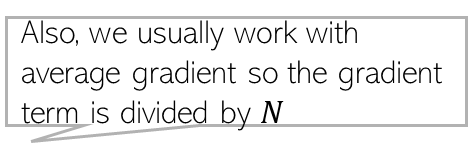 Also, we usually work with
average gradient so the gradient
term is divided by N